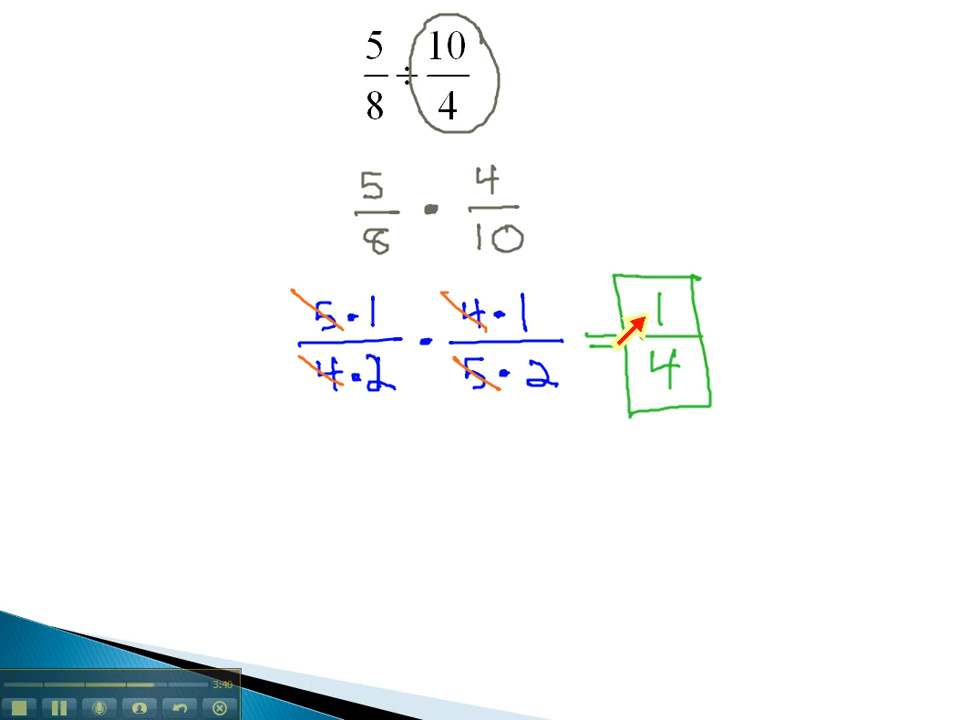 5/8 ÷ 10/4
5/8 · 4/10
5·1/4·2 · 4·1/5·2 = 1/4
3:40